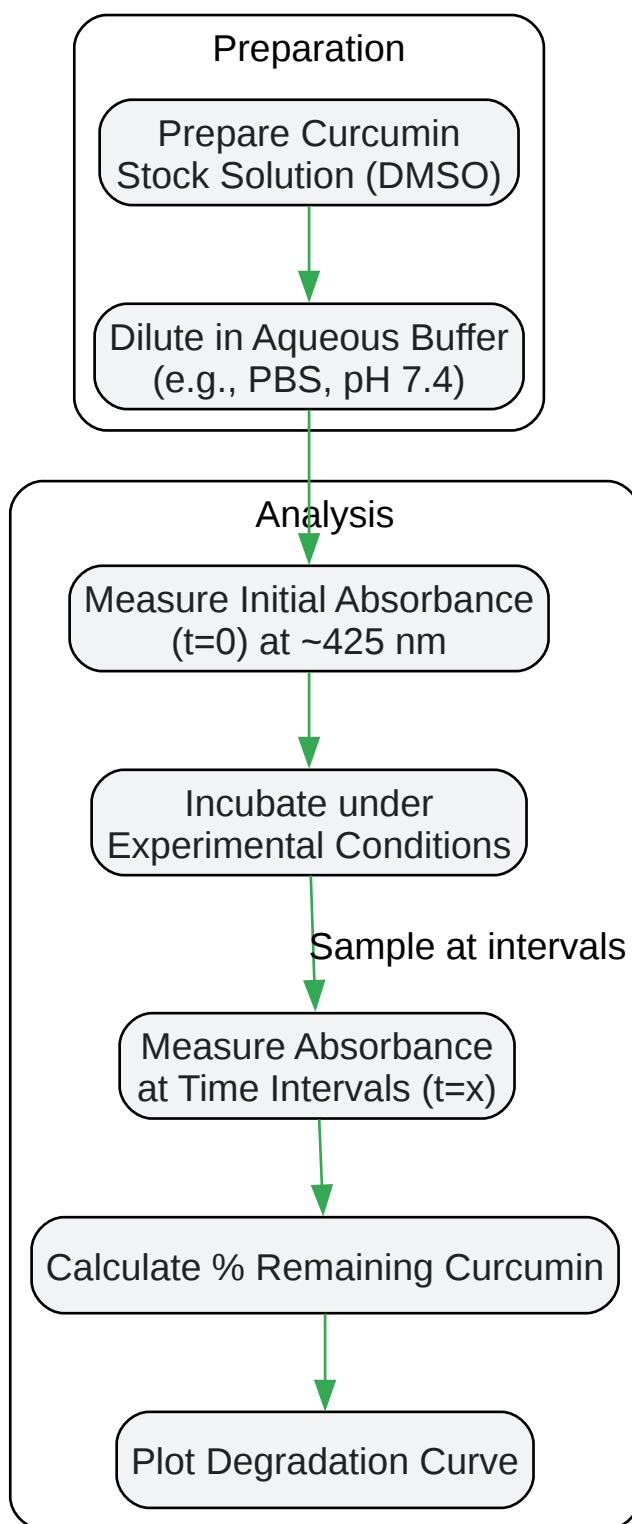 Preparation
Prepare Curcumin
Stock Solution (DMSO)
Dilute in Aqueous Buffer
(e.g., PBS, pH 7.4)
Analysis
Measure Initial Absorbance
(t=0) at ~425 nm
Incubate under
Experimental Conditions
Sample at intervals
Measure Absorbance
at Time Intervals (t=x)
Calculate % Remaining Curcumin
Plot Degradation Curve